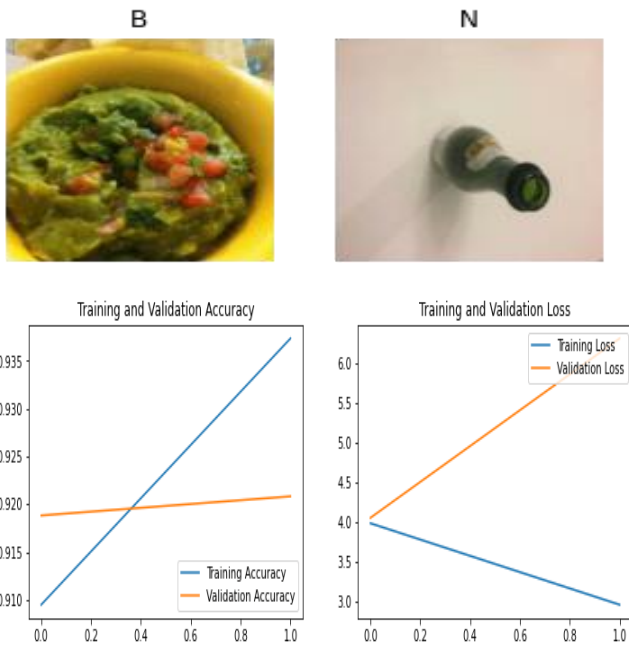 B
N
Training and Validation Accuracy
0.935
0.930
0.925
0.920
0.915
0.910
0.0 0.2 0.4 0.6 0.8 1.0
Training Accuracy
Validation Accuracy
Training and Validation Loss
6.0
5.5
5.0
4.5
4.0
3.5
3.0
0.0 0.2 0.4 0.6 0.8 1.0
Training Loss
Validation Loss